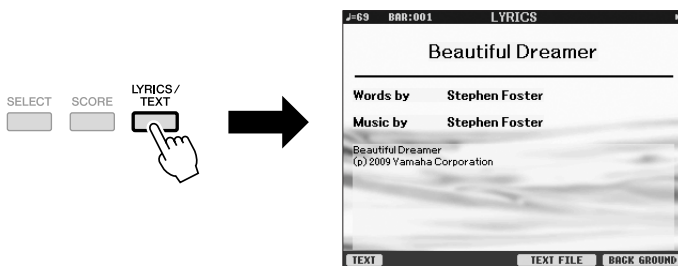 SELECT
SCORE
LYRICS/
TEXT
♩=69 BAR:001 LYRICS
Beautiful Dreamer
Words by Stephen Foster
Music by Stephen Foster
Beautiful Dreamer
(p) 2009 Yamaha Corporation
TEXT TEXT FILE BACK GROUND